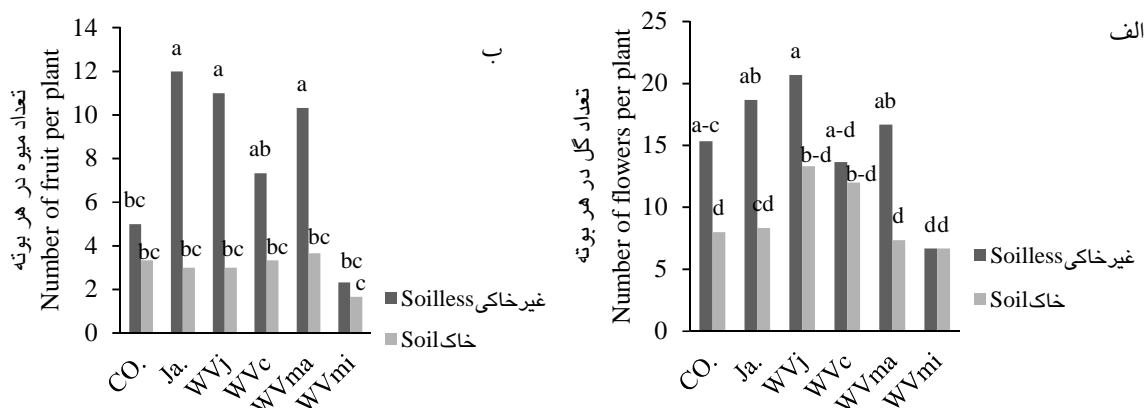 ب
تعداد میوه در هر بوته
Number of fruit per plant
14
12
10
8
6
4
2
0
bc
bc
a
bc
a
bc
ab
bc
a
bc
bc
c
CO.
Ja.
WVj
WVc
WVma
WVmi
Soilless غیرخاکی
Soil خاک
الف
تعداد گل در هر بوته
Number of flowers per plant
25
20
15
10
5
0
a-c
d
ab
cd
a
b-d
a-d
b-d
ab
d
d
d
CO.
Ja.
WVj
WVc
WVma
WVmi
Soilless غیرخاکی
Soil خاک